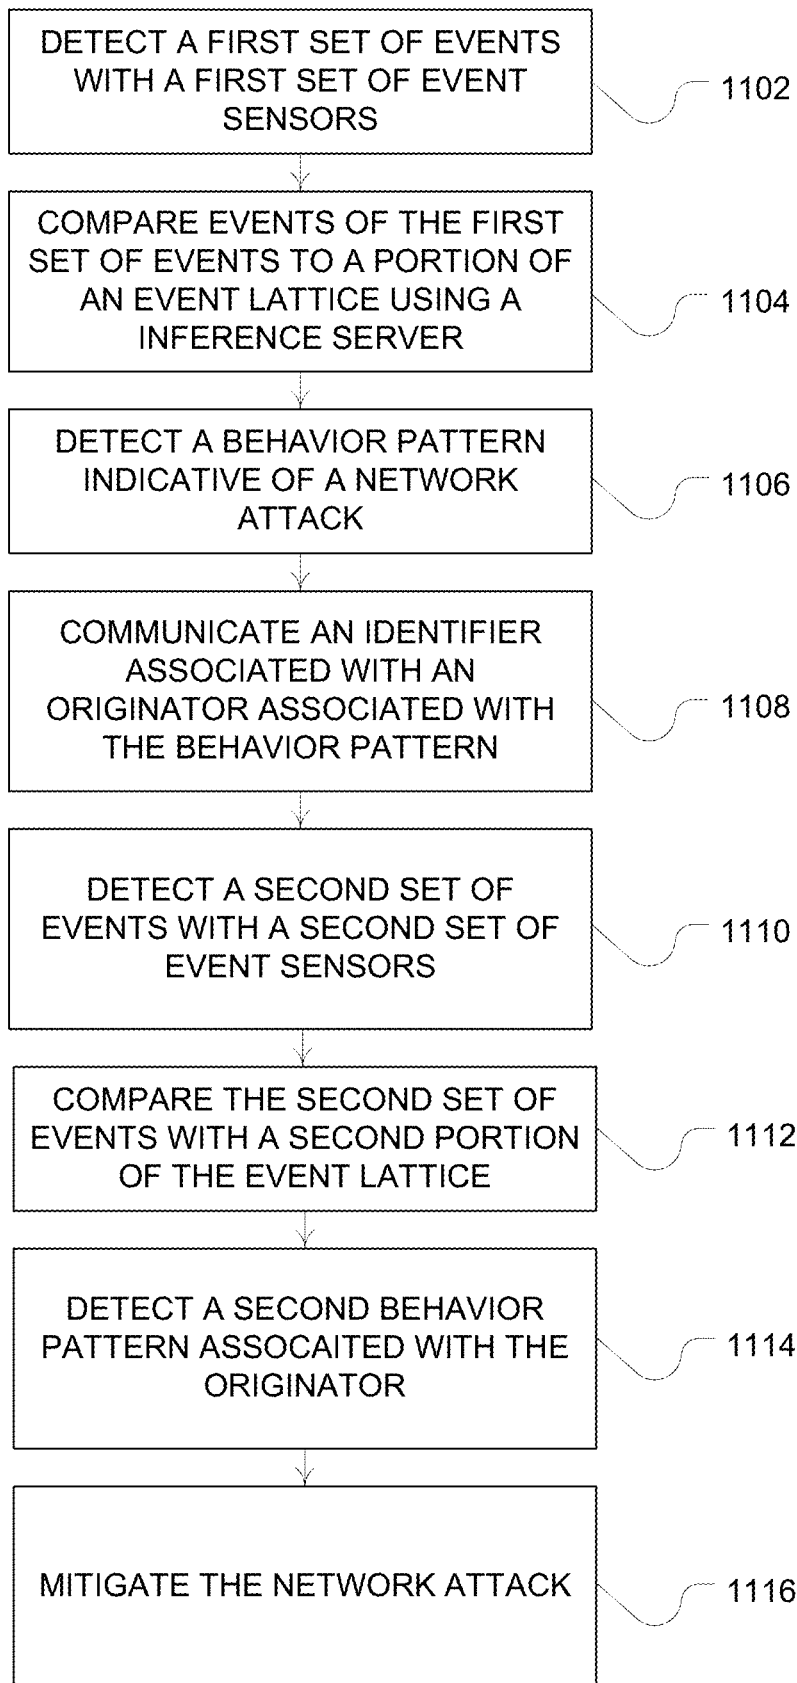 DETECT A FIRST SET OF EVENTS
WITH A FIRST SET OF EVENT
SENSORS
1102
COMPARE EVENTS OF THE FIRST
SET OF EVENTS TO A PORTION OF
AN EVENT LATTICE USING A
INFERENCE SERVER
1104
DETECT A BEHAVIOR PATTERN
INDICATIVE OF A NETWORK
ATTACK
1106
COMMUNICATE AN IDENTIFIER
ASSOCIATED WITH AN
ORIGINATOR ASSOCIATED WITH
THE BEHAVIOR PATTERN
1108
DETECT A SECOND SET OF
EVENTS WITH A SECOND SET OF
EVENT SENSORS
1110
COMPARE THE SECOND SET OF
EVENTS WITH A SECOND PORTION
OF THE EVENT LATTICE
1112
DETECT A SECOND BEHAVIOR
PATTERN ASSOCAITED WITH THE
ORIGINATOR
1114
MITIGATE THE NETWORK ATTACK
1116